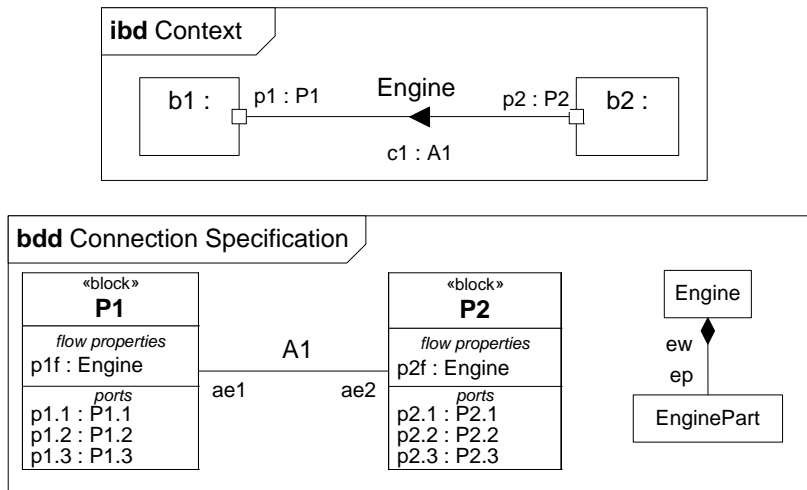 ibd Context
b1 :
p1 : P1
Engine
p2 : P2
b2 :
c1 : A1
bdd Connection Specification
«block»
P1
flow properties
p1f : Engine
ports
p1.1 : P1.1
p1.2 : P1.2
p1.3 : P1.3
A1
ae1
ae2
«block»
P2
flow properties
p2f : Engine
ports
p2.1 : P2.1
p2.2 : P2.2
p2.3 : P2.3
Engine
ew
ep
EnginePart